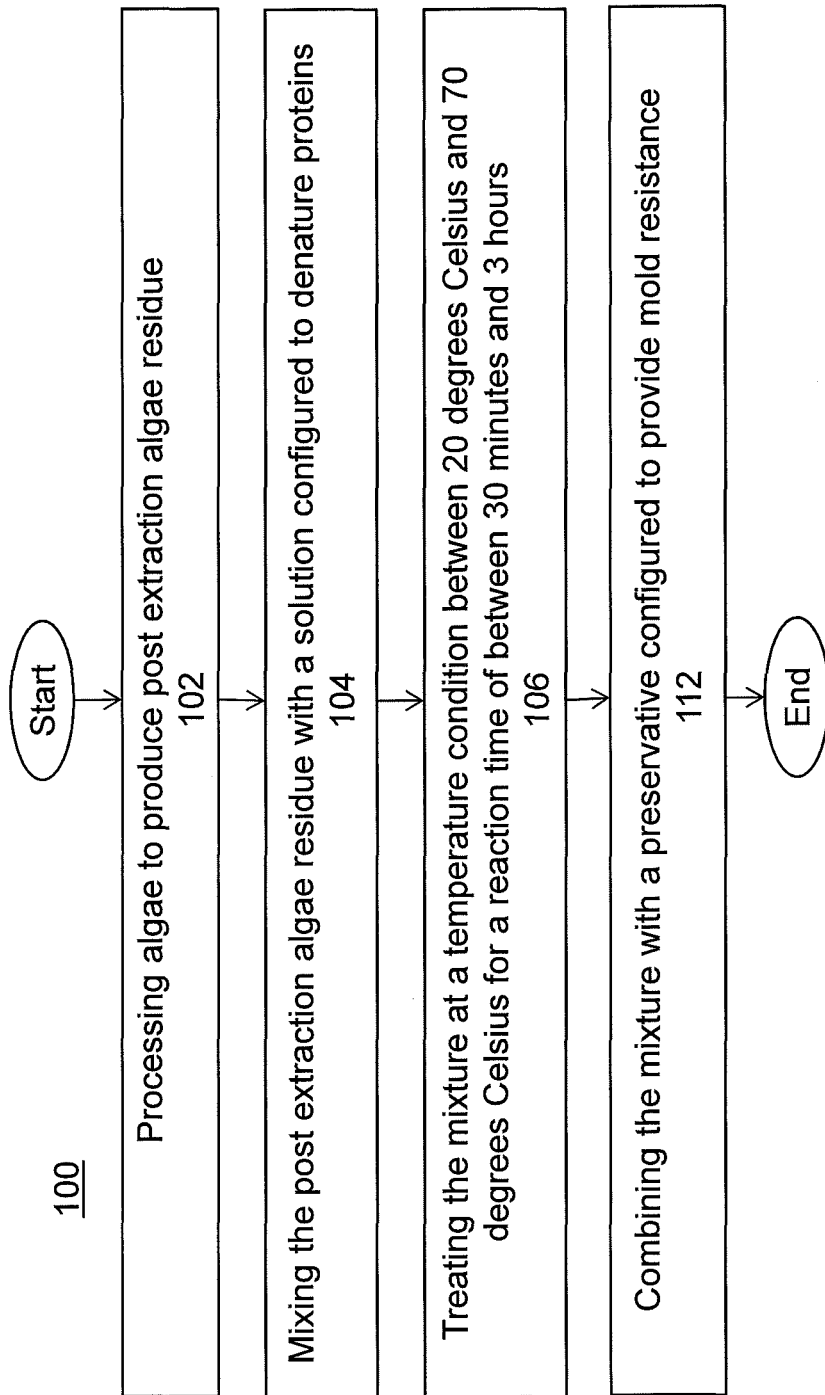 100
Start
Processing algae to produce post extraction algae residue
102
Mixing the post extraction algae residue with a solution configured to denature proteins
104
Treating the mixture at a temperature condition between 20 degrees Celsius and 70
degrees Celsius for a reaction time of between 30 minutes and 3 hours
106
Combining the mixture with a preservative configured to provide mold resistance
112
End